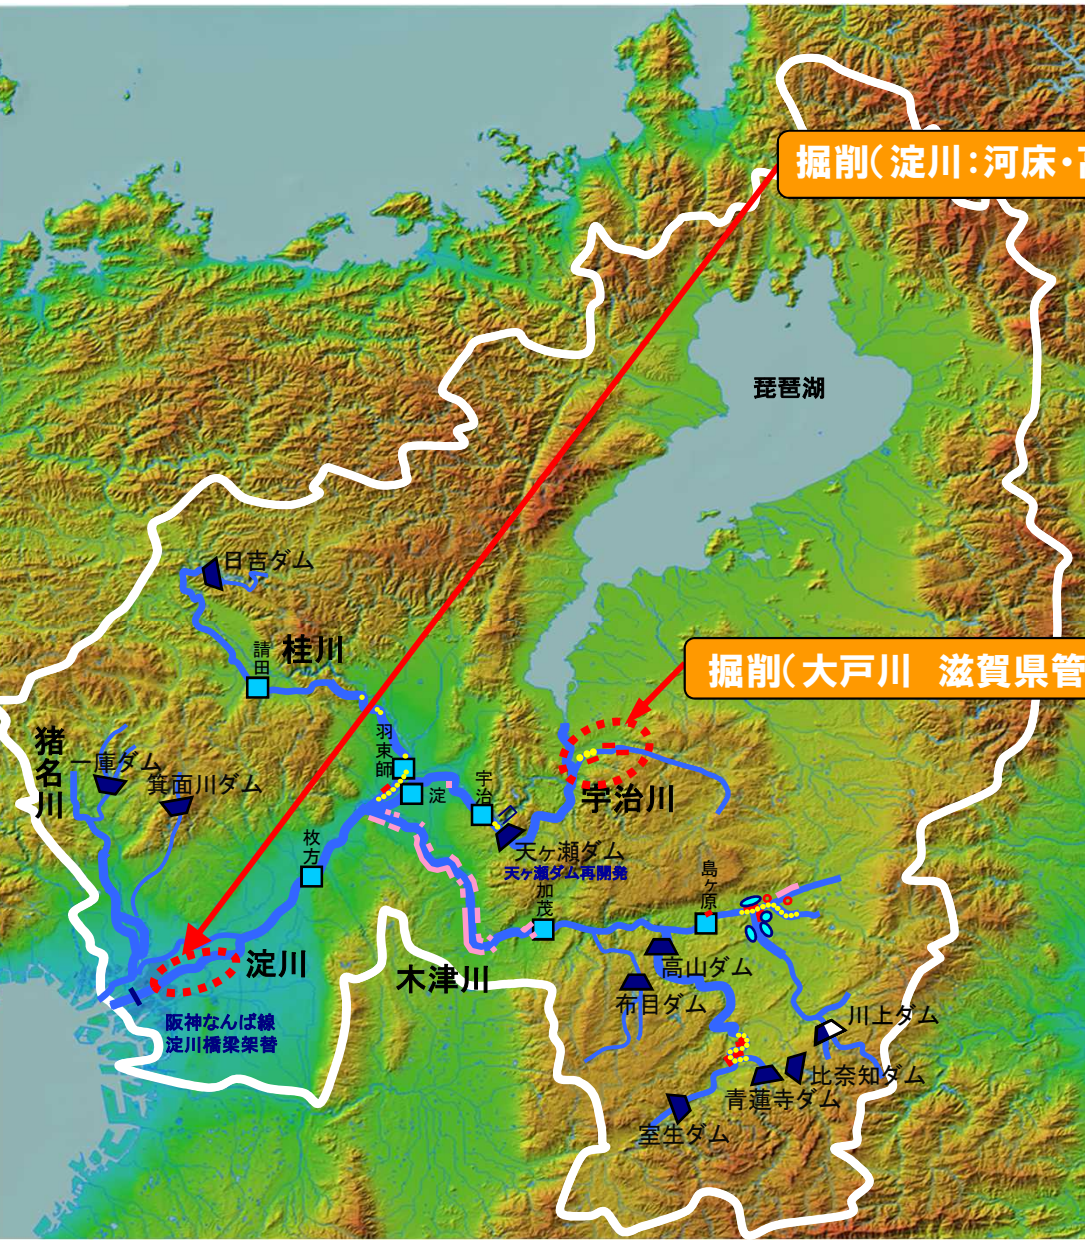 掘削(淀川:河床・
琵琶湖
日吉ダム
請田
桂川
掘削(大戸川 滋賀県管
羽束師
猪名川
一庫ダム
箕面川ダム
淀
宇治
宇治川
枚方
天ヶ瀬ダム
天ヶ瀬ダム再開発
加茂
島ヶ原
淀川
木津川
高山ダム
布目ダム
川上ダム
阪神なんば線
淀川橋梁架替
比奈知ダム
青蓮寺ダム
室生ダム